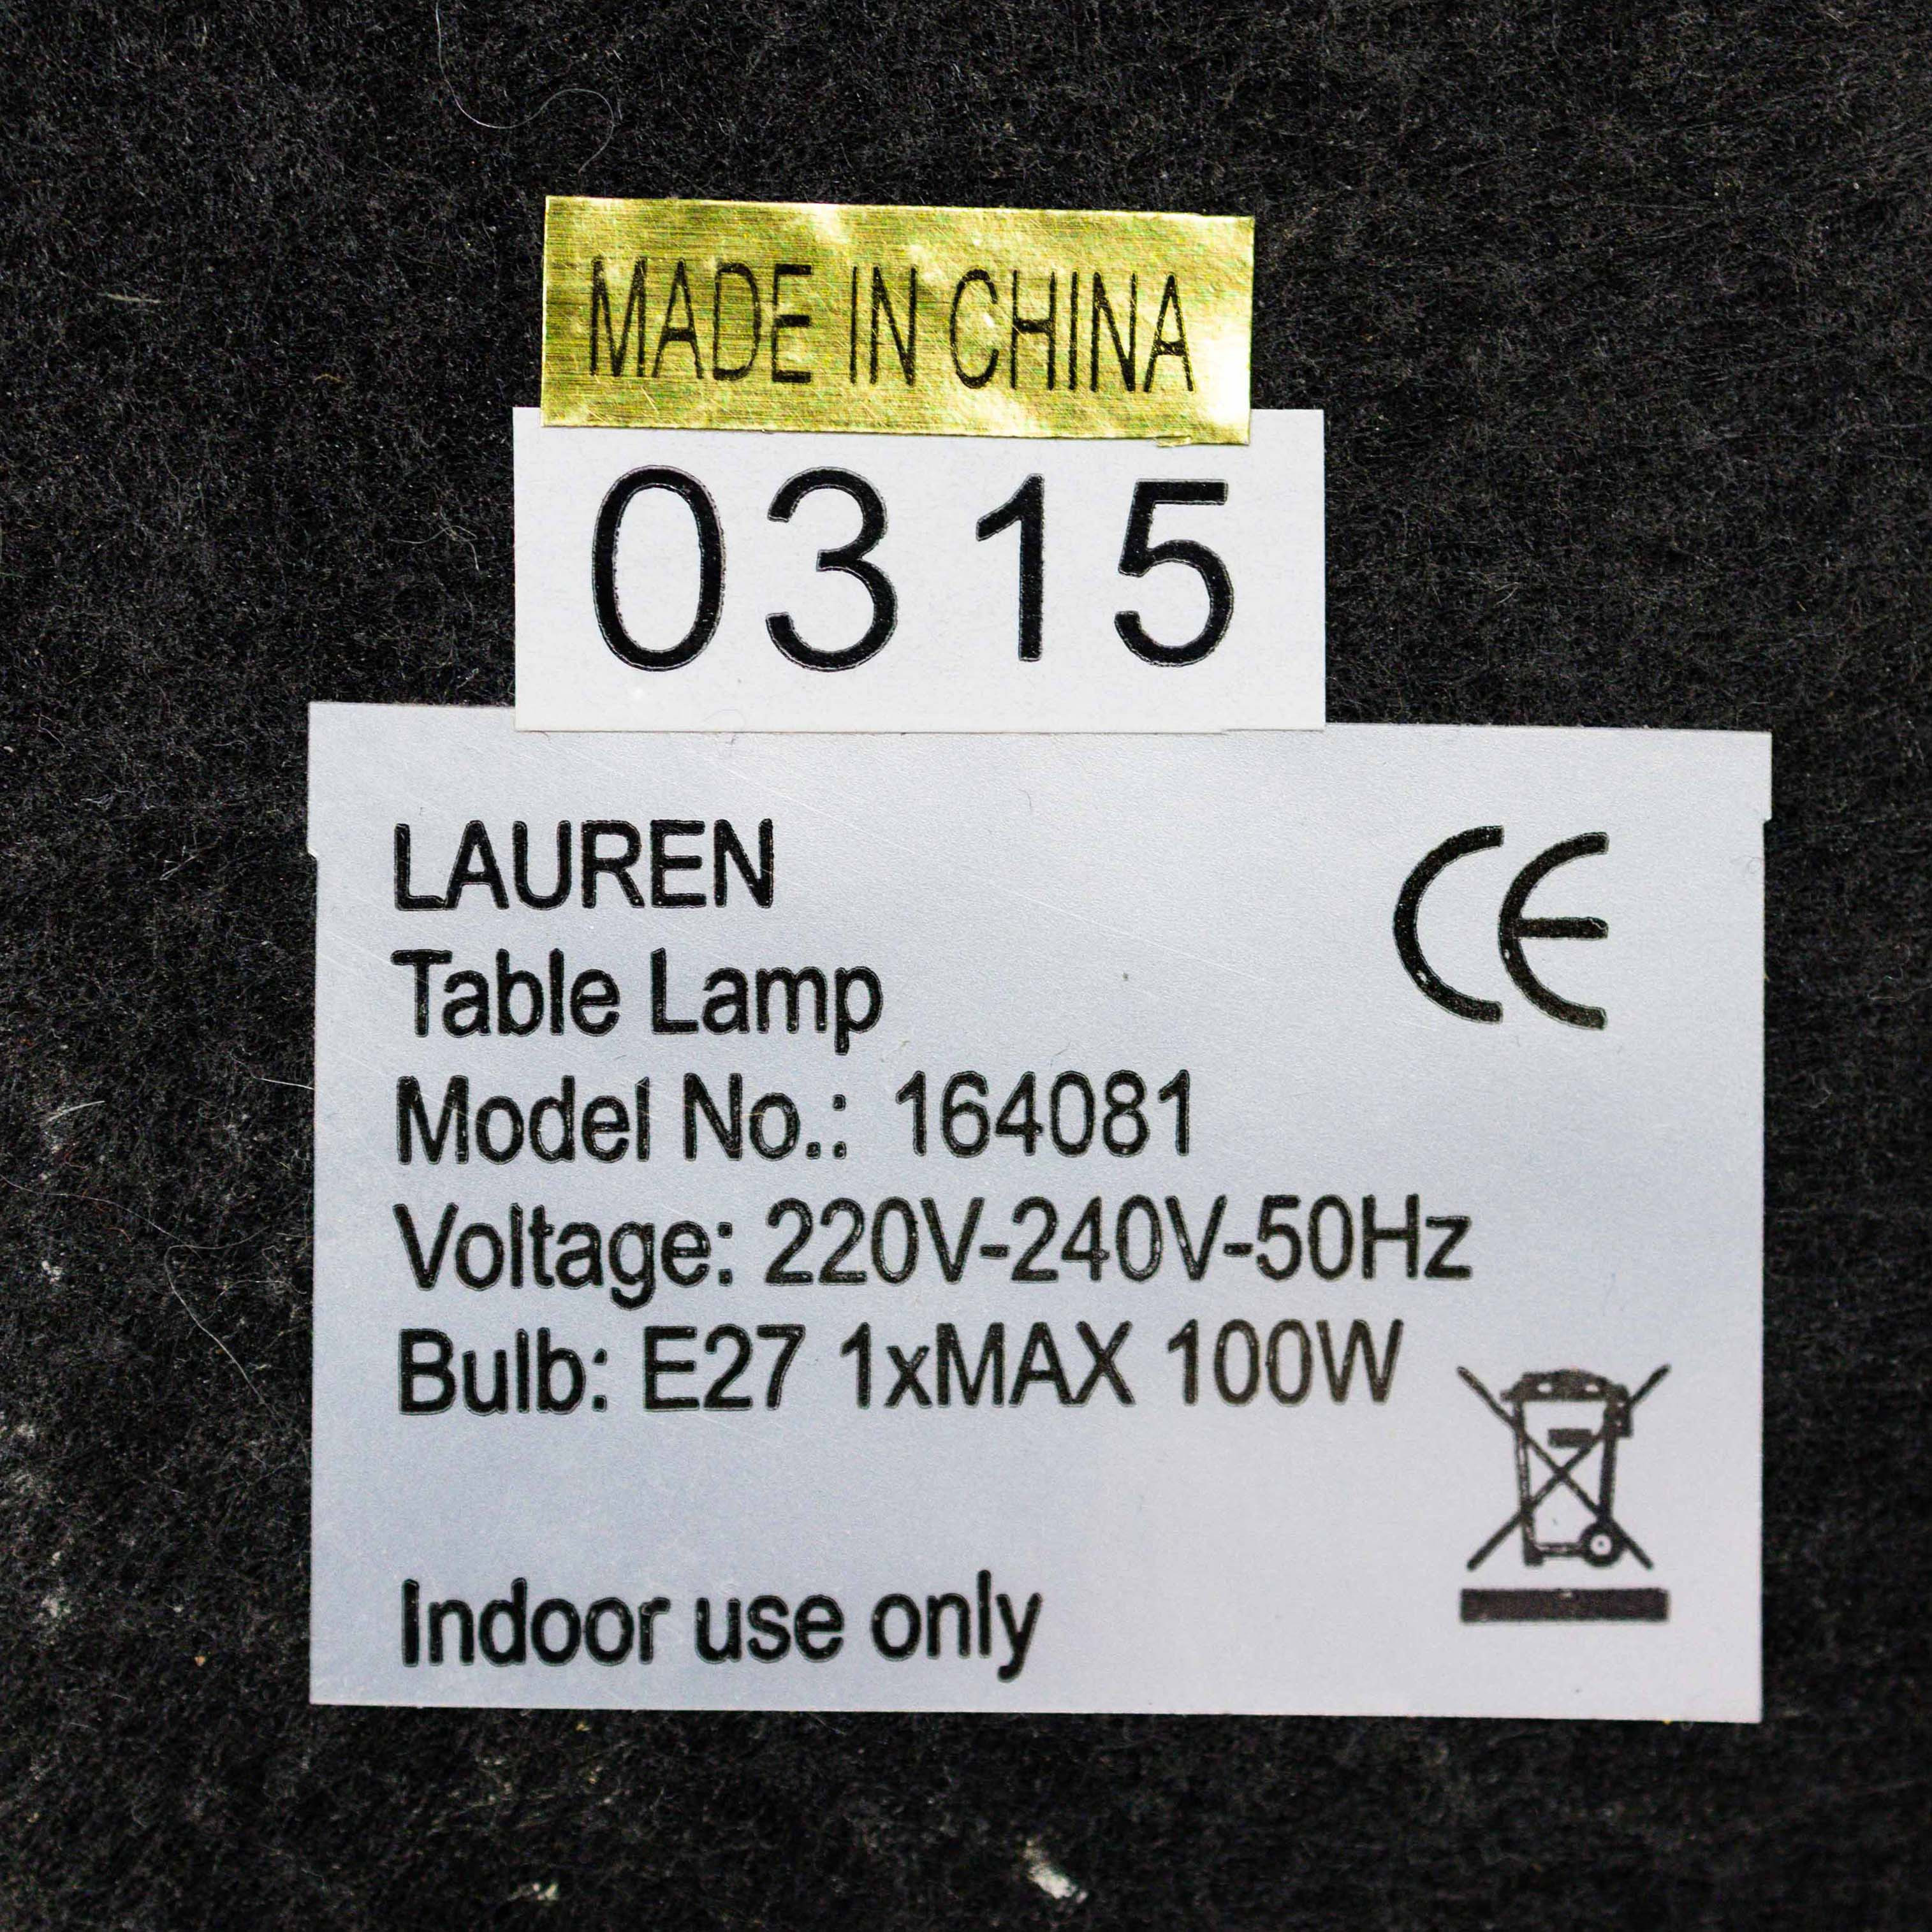 MADE IN CHINA
0315
LAUREN
CE
Table Lamp
Model No.: 164081
Voltage: 220V-240V-50Hz
Bulb: E27 1xMAX 100W
Indoor use only